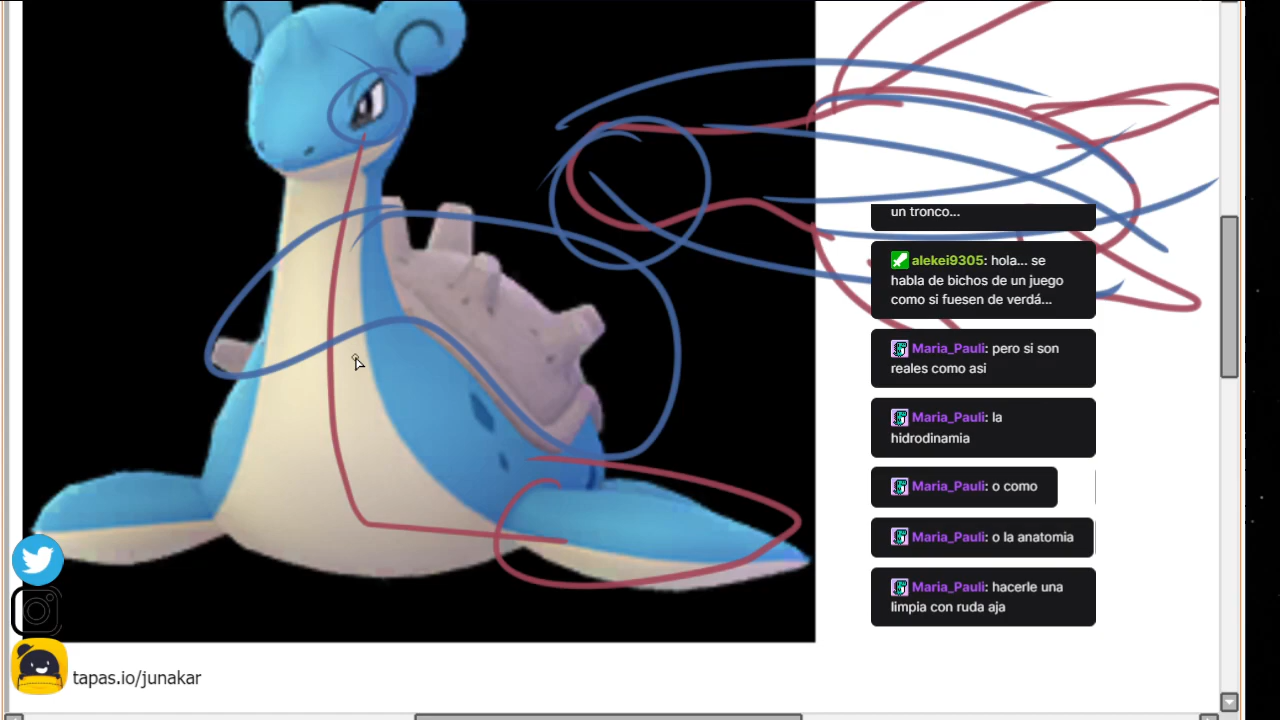 un tronco...
alekei9305: hola... se
habla de bichos de un juego
como si fuesen de verdá...
Maria_Pauli: pero si son
reales como asi
Maria_Pauli: la
hidrodinamia
Maria_Pauli: o como
Maria_Pauli: o la anatomia
Maria_Pauli: hacerle una
limpia con ruda aja
tapas.io/junakar